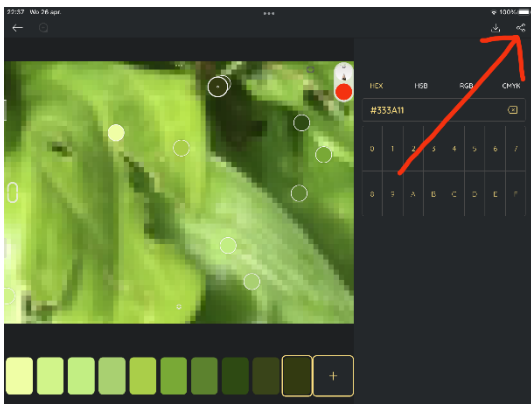 22:37 Wo 26 apr. 100%
HEX HSB RGB CMYK
#333A11
0 1 2 3 4 5 6 7
8 9 A B C D E F
+